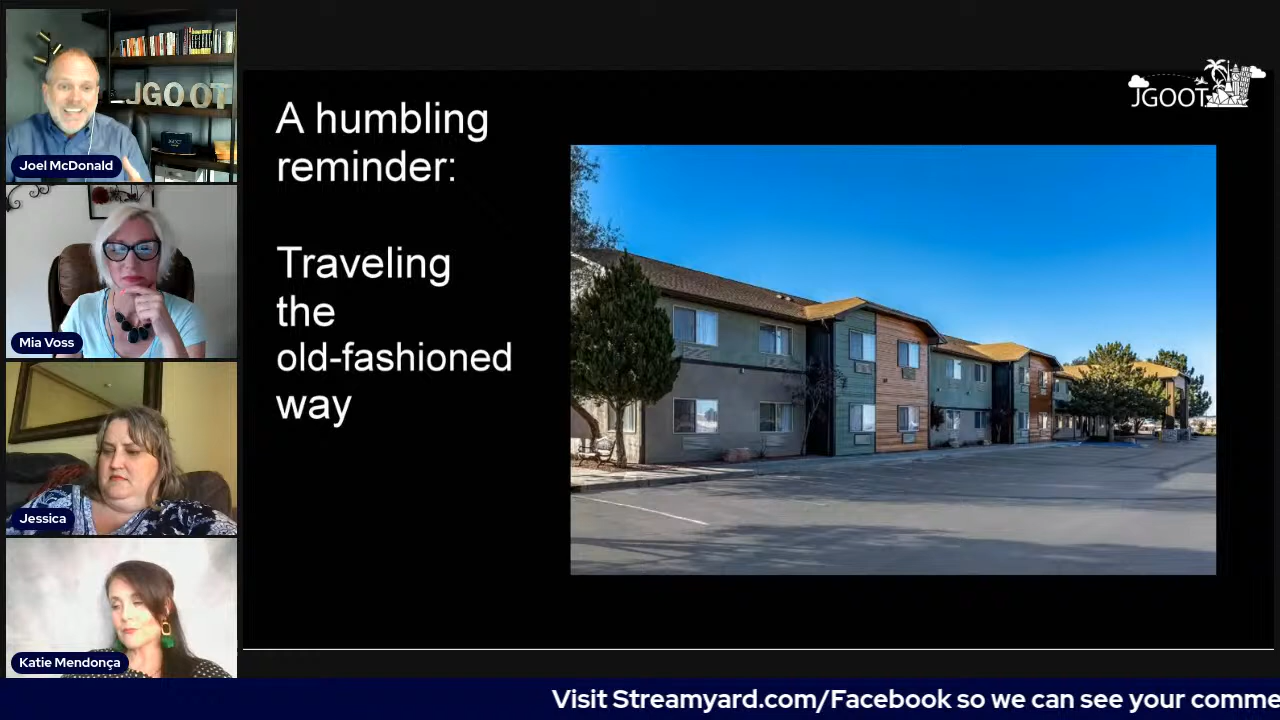 JGOOT
Joel McDonald
Mia Voss
Jessica
Katie Mendonça
A humbling
reminder:
Traveling
the
old-fashioned
way
JGOOT
Visit Streamyard.com/Facebook so we can see your comme